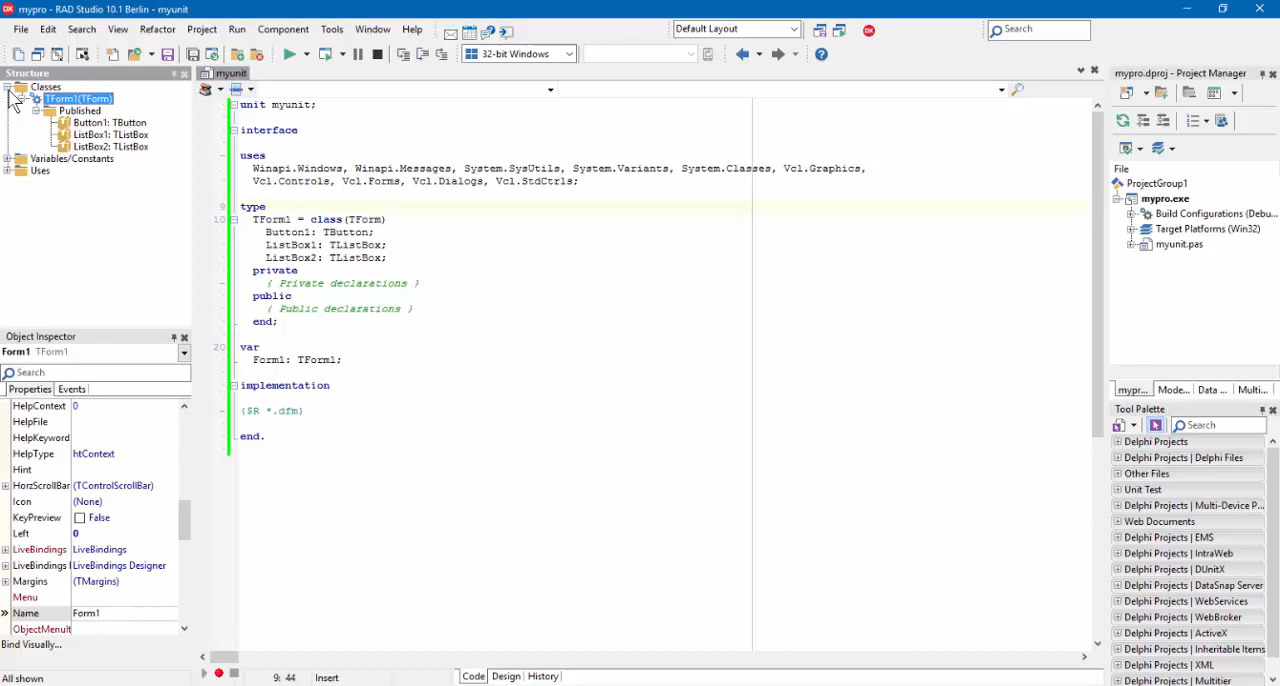 mypro - RAD Studio 10.1 Berlin - myunit
File Edit Search View Refactor Project Run Component Tools Window Help
Default Layout
Search
32-bit Windows
Structure
Classes
TForm1(TForm)
Published
Button1: TButton
ListBox1: TListBox
ListBox2: TListBox
Variables/Constants
Uses
Object Inspector
Form1 TForm1
Search
Properties Events
HelpContext 0
HelpFile
HelpKeyword
HelpType htContext
Hint
HorzScrollBar (TControlScrollBar)
Icon (None)
KeyPreview False
Left 0
LiveBindings LiveBindings
LiveBindings LiveBindings Designer
Margins (TMargins)
Menu
Name Form1
ObjectMenuIt
Bind Visually...
All shown
myunit
unit myunit;
interface
uses
Winapi.Windows, Winapi.Messages, System.SysUtils, System.Variants, System.Classes, Vcl.Graphics,
Vcl.Controls, Vcl.Forms, Vcl.Dialogs, Vcl.StdCtrls;
9 type
10 TForm1 = class(TForm)
Button1: TButton;
ListBox1: TListBox;
ListBox2: TListBox;
private
{ Private declarations }
public
{ Public declarations }
end;
20 var
Form1: TForm1;
implementation
{$R *.dfm}
end.
9: 44 Insert
Code Design History
mypro.dproj - Project Manager
File
ProjectGroup1
mypro.exe
Build Configurations (Debu...
Target Platforms (Win32)
myunit.pas
mypr... Mode... Data ... Multi...
Tool Palette
Search
Delphi Projects
Delphi Projects | Delphi Files
Other Files
Unit Test
Delphi Projects | Multi-Device P...
Web Documents
Delphi Projects | EMS
Delphi Projects | IntraWeb
Delphi Projects | DUnitX
Delphi Projects | DataSnap Server
Delphi Projects | WebServices
Delphi Projects | WebBroker
Delphi Projects | ActiveX
Delphi Projects | Inheritable Items
Delphi Projects | XML
Delphi Projects | Multitier